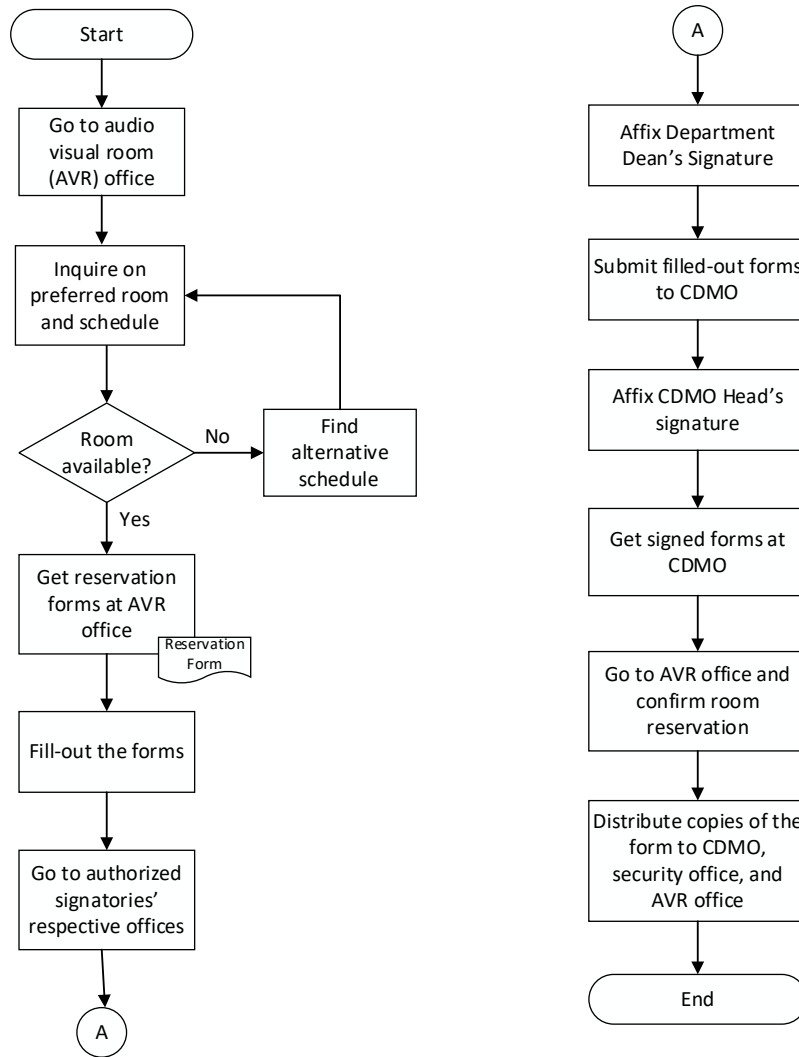 Start
Go to audio
visual room
(AVR) office
Inquire on
preferred room
and schedule
Room
available?
No
Find
alternative
schedule
Yes
Get reservation
forms at AVR
office
Reservation
Form
Fill-out the forms
Go to authorized
signatories’
respective offices
A
A
Affix Department
Dean’s Signature
Submit filled-out forms
to CDMO
Affix CDMO Head’s
signature
Get signed forms at
CDMO
Go to AVR office and
confirm room
reservation
Distribute copies of the
form to CDMO,
security office, and
AVR office
End